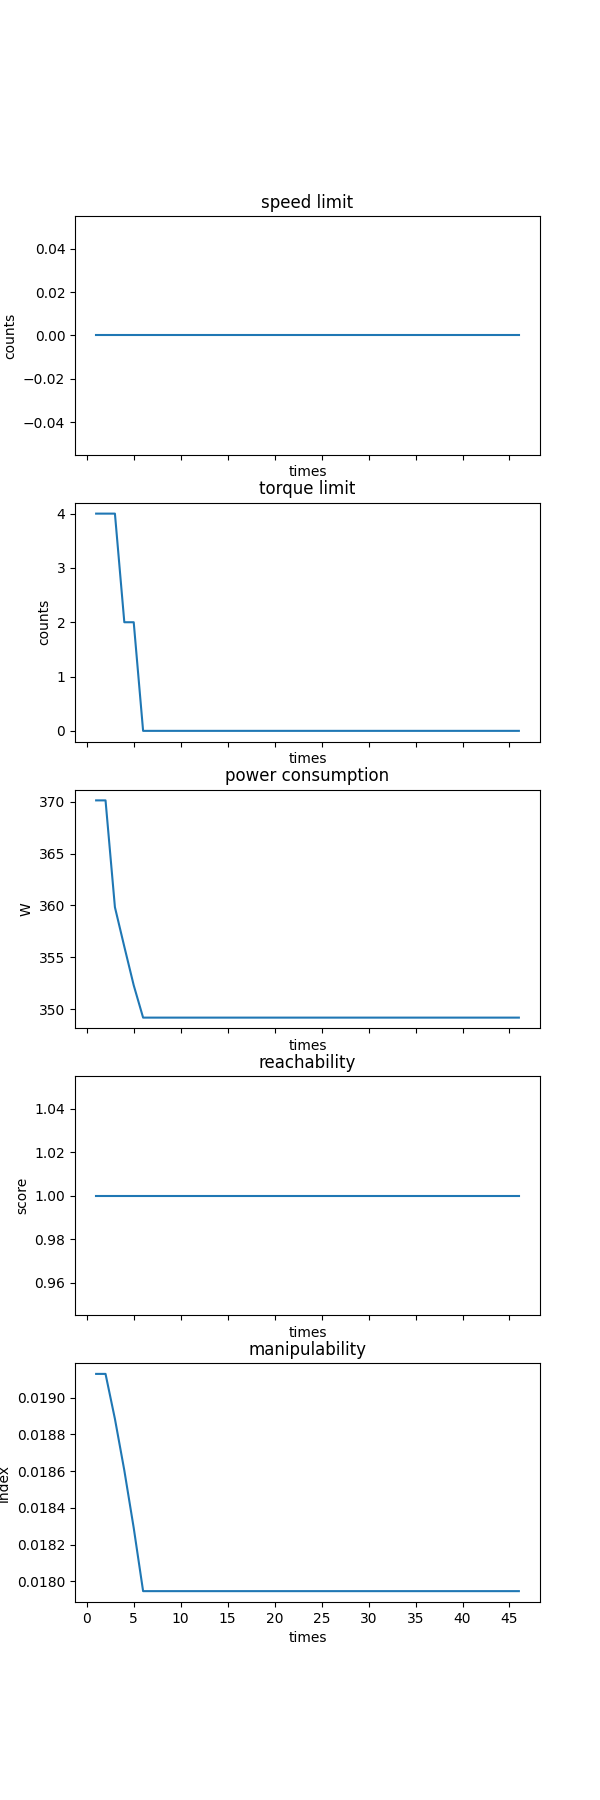 speed limit
counts
0.04
0.02
0.00
−0.02
−0.04
times
torque limit
counts
4
3
2
1
0
times
power consumption
W
370
365
360
355
350
times
reachability
score
1.04
1.02
1.00
0.98
0.96
times
manipulability
index
0.0190
0.0188
0.0186
0.0184
0.0182
0.0180
0 5 10 15 20 25 30 35 40 45
times